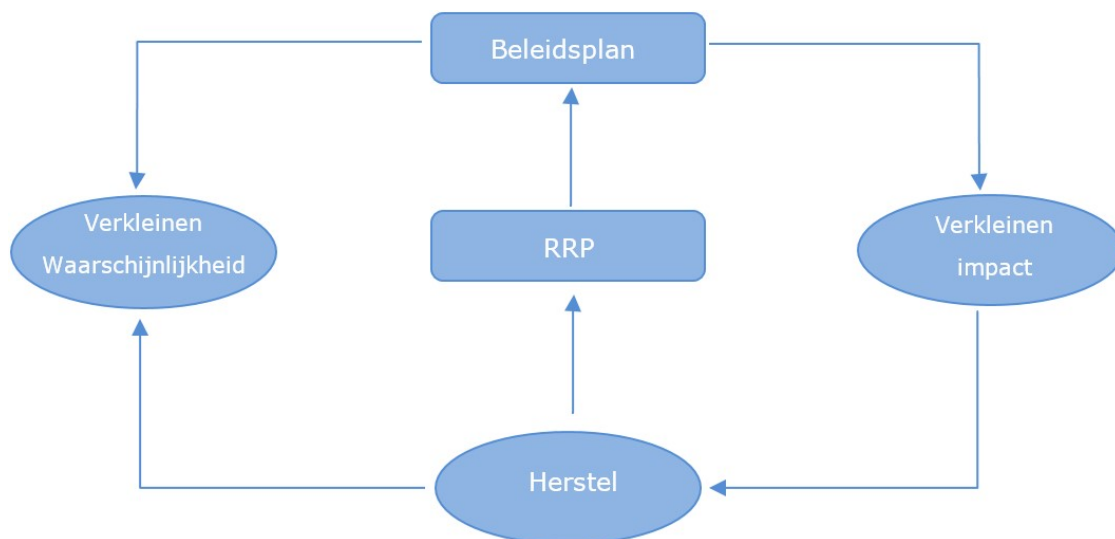 Beleidsplan
Verkleinen
Waarschijnlijkheid
RRP
Verkleinen
impact
Herstel